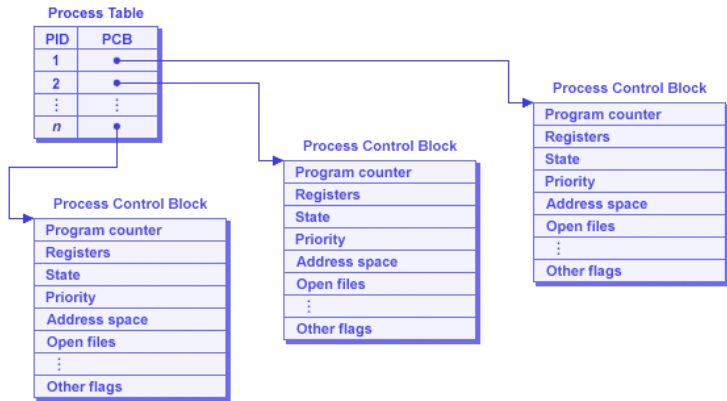 Process Table
PID PCB
1
2
⋮ ⋮
n
Process Control Block
Program counter
Registers
State
Priority
Address space
Open files
⋮
Other flags
Process Control Block
Program counter
Registers
State
Priority
Address space
Open files
⋮
Other flags
Process Control Block
Program counter
Registers
State
Priority
Address space
Open files
⋮
Other flags